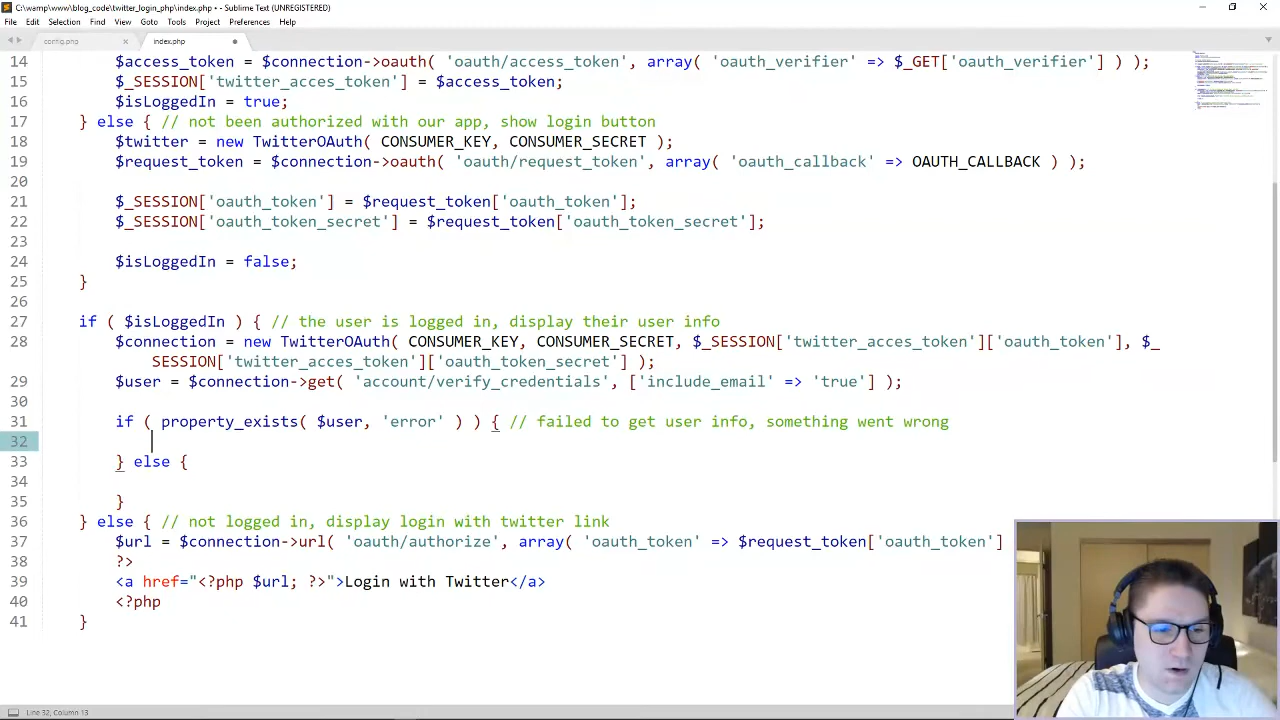 C:\wamp\www\blog_code\twitter_login_php\index.php • - Sublime Text (UNREGISTERED)
File Edit Selection Find View Goto Tools Project Preferences Help
config.php index.php
14 $access_token = $connection->oauth( 'oauth/access_token', array( 'oauth_verifier' => $_GET['oauth_verifier'] ) );
15 $_SESSION['twitter_acces_token'] = $access_token;
16 $isLoggedIn = true;
17 } else { // not been authorized with our app, login button
18 $twitter = new TwitterOAuth( CONSUMER_KEY, CONSUMER_SECRET );
19 $request_token = $connection->oauth( 'oauth/request_token', array( 'oauth_callback' => OAUTH_CALLBACK ) );
20
21 $_SESSION['oauth_token'] = $request_token['oauth_token'];
22 $_SESSION['oauth_token_secret'] = $request_token['oauth_token_secret'];
23
24 $isLoggedIn = false;
25 }
26
27 if ( $isLoggedIn ) { // the user is logged in, display their user info
28 $connection = new TwitterOAuth( CONSUMER_KEY, CONSUMER_SECRET, $_SESSION['twitter_acces_token']['oauth_token'], $_
SESSION['twitter_acces_token']['oauth_token_secret'] );
29 $user = $connection->get( 'account/verify_credentials', ['include_email' => 'true'] );
30
31 if ( property_exists( $user, 'error' ) ) { // failed to get user info, something went wrong
32
33 } else {
34
35 }
36 } else { // not logged in, display login with twitter link
37 $url = $connection->url( 'oauth/authorize', array( 'oauth_token' => $request_token['oauth_token']
38 ?>
39 <a href="<?php $url; ?>">Login with Twitter</a>
40 <?php
41 }
Line 32, Column 13